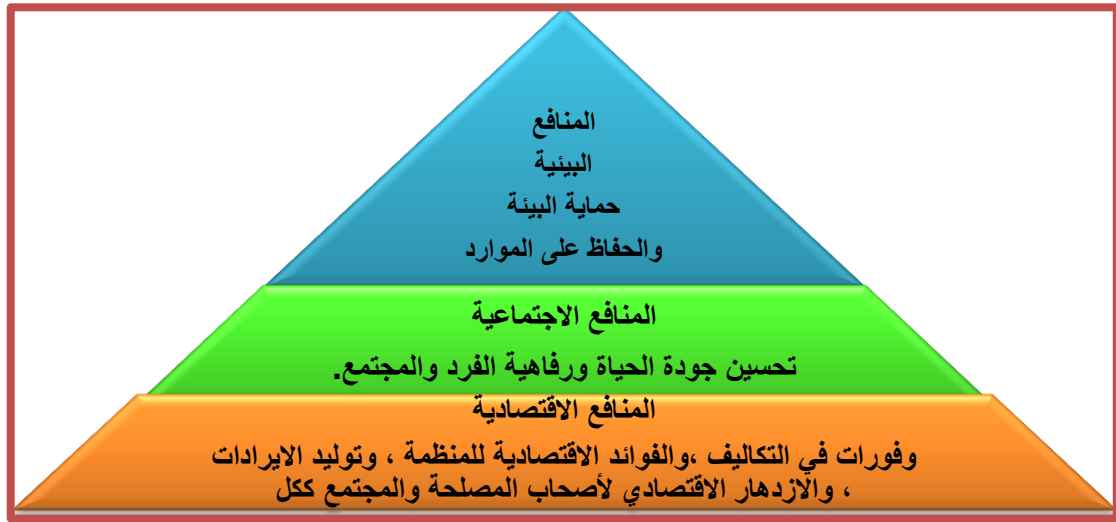 المنافع
البيئية
حماية البيئة
والحفاظ على الموارد
المنافع الاجتماعية
تحسين جودة الحياة ورفاهية الفرد والمجتمع.
المنافع الاقتصادية
وفورات في التكاليف ،والفوائد الاقتصادية للمنظمة ، وتوليد الايرادات
، والازدهار الاقتصادي لأصحاب المصلحة والمجتمع ككل